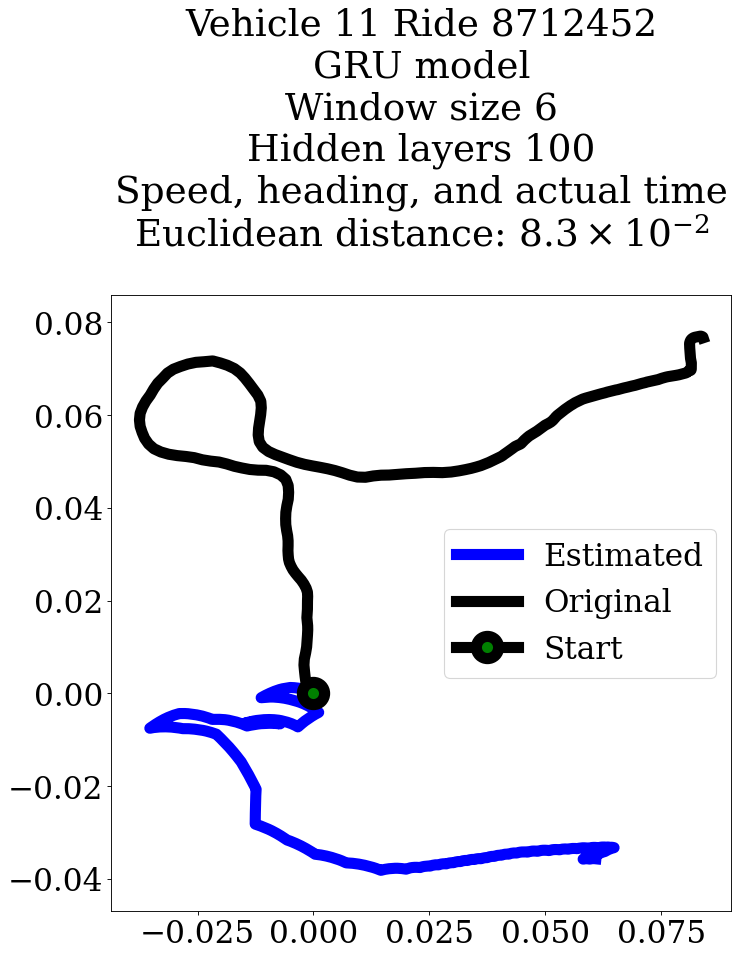 Vehicle 11 Ride 8712452
GRU model
Window size 6
Hidden layers 100
Speed, heading, and actual time
Euclidean distance: 8.3 × 10⁻²
0.08
0.06
0.04
0.02
0.00
−0.02
−0.04
Estimated
Original
Start
−0.025 0.000 0.025 0.050 0.075